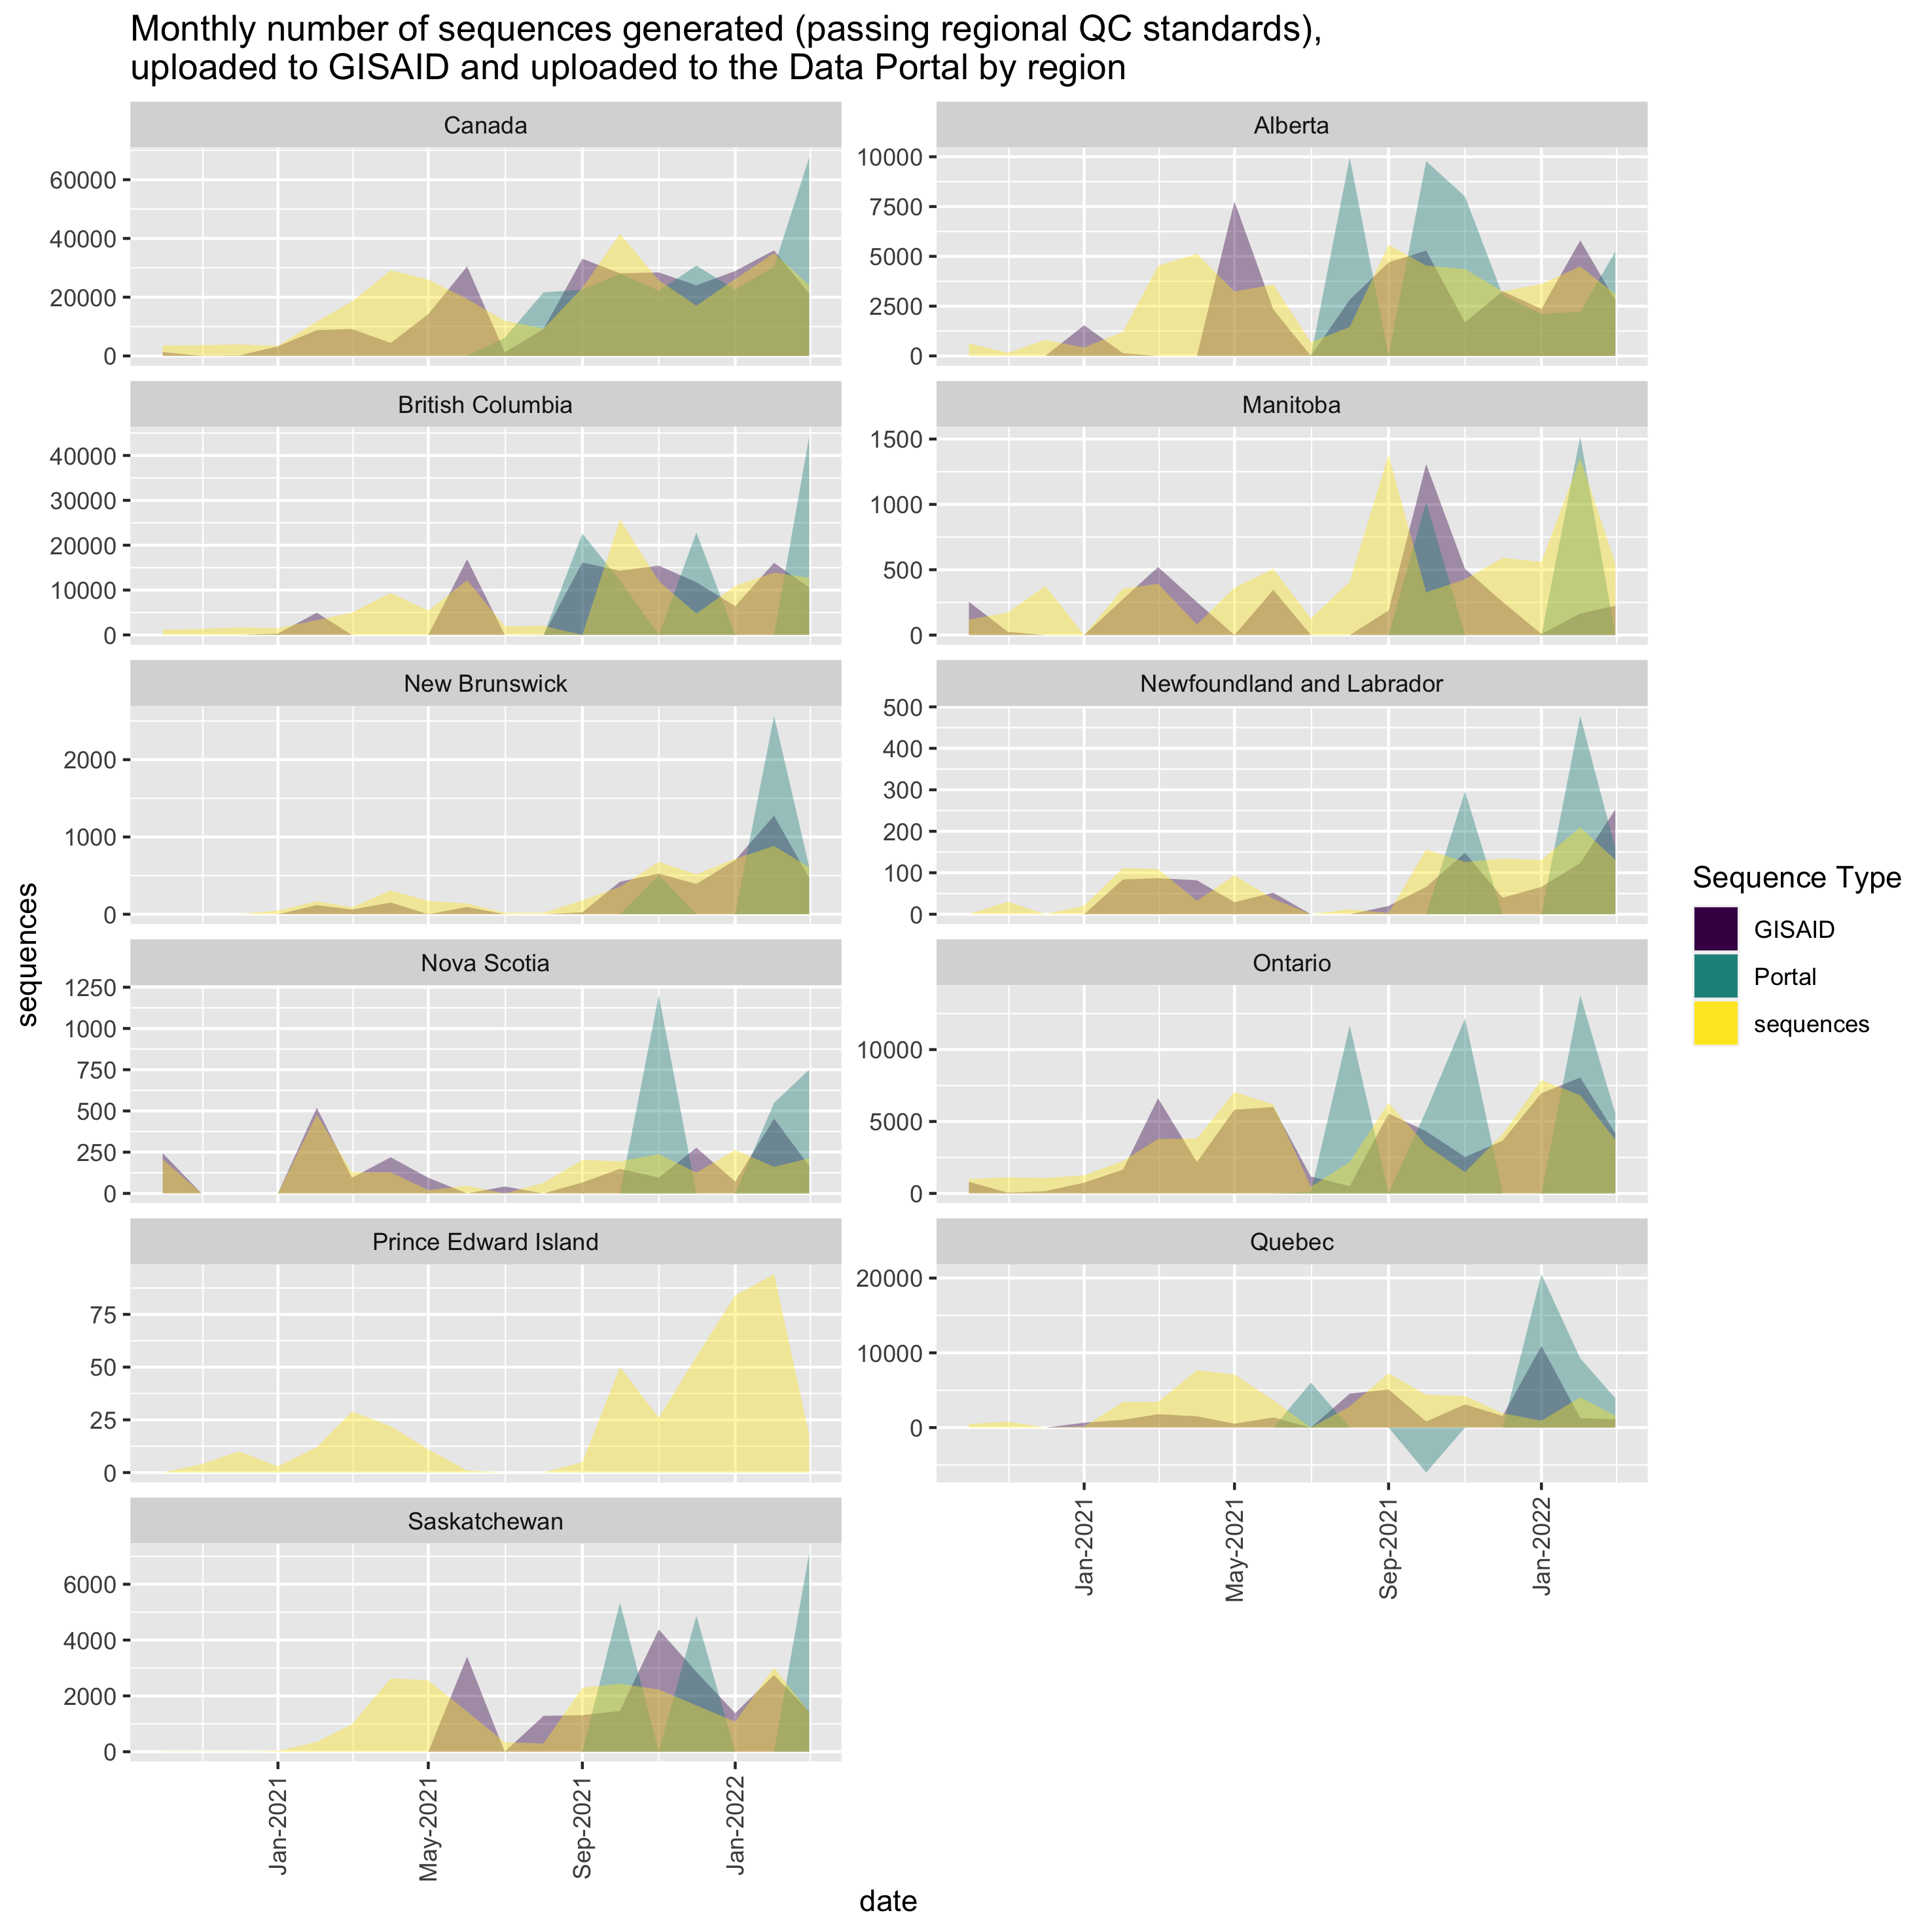 Monthly number of sequences generated (passing regional QC standards),
uploaded to GISAID and uploaded to the Data Portal by region
Canada
60000
40000
20000
0
Alberta
10000
7500
5000
2500
0
British Columbia
40000
30000
20000
10000
0
Manitoba
1500
1000
500
0
New Brunswick
2000
1000
0
Newfoundland and Labrador
500
400
300
200
100
0
Nova Scotia
1250
1000
750
500
250
0
Ontario
10000
5000
0
Prince Edward Island
75
50
25
0
Quebec
20000
10000
0
Jan-2021
May-2021
Sep-2021
Jan-2022
Saskatchewan
6000
4000
2000
0
Jan-2021
May-2021
Sep-2021
Jan-2022
date
sequences
Sequence Type
GISAID
Portal
sequences